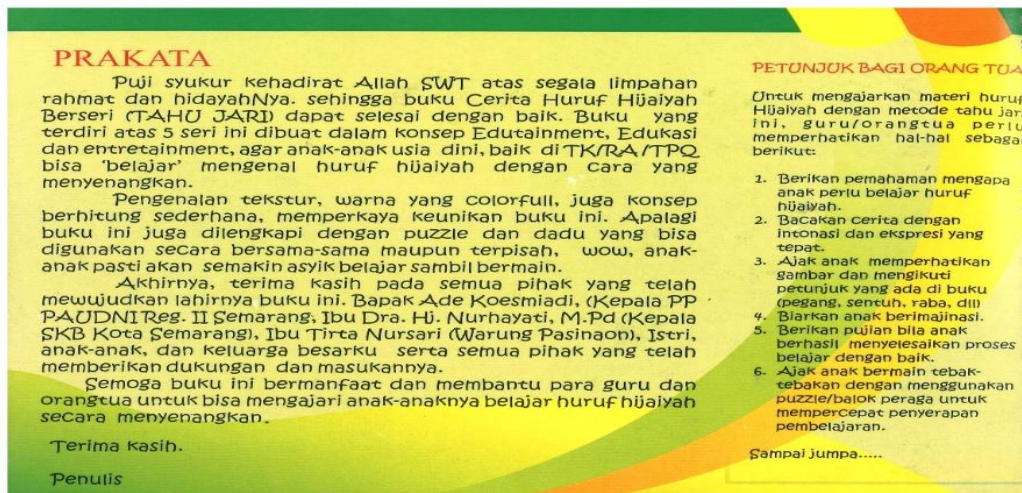 PRAKATA
Puji syukur kehadirat Allah SWT atas segala limpahan
rahmat dan hidayahNya. sehingga buku Cerita Huruf Hijaiyah
Berseri (TAHU JARI) dapat selesai dengan baik. Buku yang
terdiri atas 5 seri ini dibuat dalam konsep Edutainment, Edukasi
dan entretainment, agar anak-anak usia dini, baik di TK/RA/TPQ
bisa 'belajar' mengenal huruf hijaiyah dengan cara yang
menyenangkan.
Pengenalan tekstur, warna yang colorfull, juga konsep
berhitung sederhana, memperkaya keunikan buku ini. Apalagi
buku ini juga dilengkapi dengan puzzle dan dadu yang bisa
digunakan secara bersama-sama maupun terpisah, wow, anak-
anak pasti akan semakin asyik belajar sambil bermain.
Akhirnya, terima kasih pada semua pihak yang telah
mewujudkan lahirnya buku ini. Bapak Ade Koesmiadi, (Kepala PP
PAUDNI Reg. II Semarang, Ibu Dra. Hj. Nurhayati, M.Pd (Kepala
SKB Kota Semarang), Ibu Tirta Nursari (Warung Pasinaon), Istri,
anak-anak, dan keluarga besarku serta semua pihak yang telah
memberikan dukungan dan masukannya.
Semoga buku ini bermanfaat dan membantu para guru dan
orangtua untuk bisa mengajari anak-anaknya belajar huruf hijaiyah
secara menyenangkan.
Terima kasih.
Penulis
PETUNJUK BAGI ORANG TUA
Untuk mengajarkan materi huruf
Hijaiyah dengan metode tahu jari
ini, guru/orangtua perlu
memperhatikan hal-hal sebagai
berikut:
1. Berikan pemahaman mengapa
anak perlu belajar huruf
hijaiyah.
2. Bacakan cerita dengan
intonasi dan ekspresi yang
tepat.
3. Ajak anak memperhatikan
gambar dan mengikuti
petunjuk yang ada di buku
(pegang, sentuh, raba, dll)
4. Biarkan anak berimajinasi.
5. Berikan pujian bila anak
berhasil menyelesaikan proses
belajar dengan baik.
6. Ajak anak bermain tebak-
tebakan dengan menggunakan
puzzle/balok peraga untuk
mempercepat penyerapan
pembelajaran.
Sampai jumpa.....